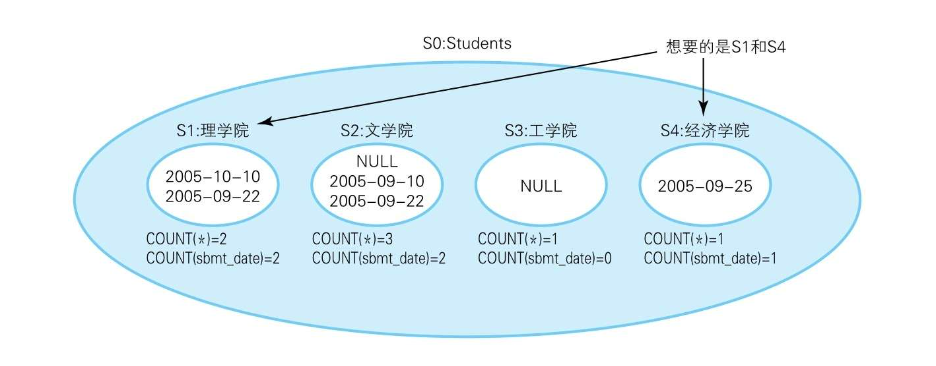 S0:Students
想要的是S1和S4
S1:理学院
S2:文学院
S3:工学院
S4:经济学院
2005-10-10
2005-09-22
NULL
2005-09-10
2005-09-22
NULL
2005-09-25
COUNT(*)=2
COUNT(sbmt_date)=2
COUNT(*)=3
COUNT(sbmt_date)=2
COUNT(*)=1
COUNT(sbmt_date)=0
COUNT(*)=1
COUNT(sbmt_date)=1